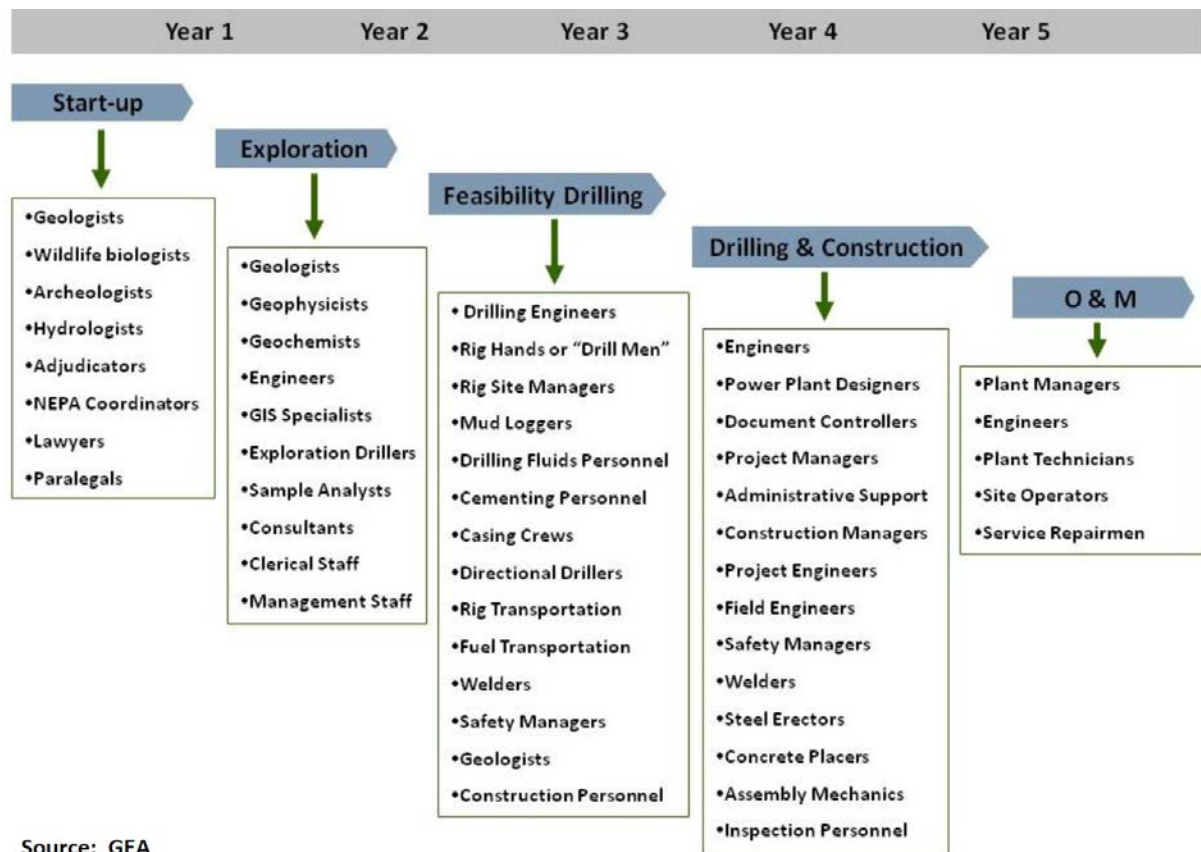 Year 1 Year 2 Year 3 Year 4 Year 5
Start-up
•Geologists
•Wildlife biologists
•Archeologists
•Hydrologists
•Adjudicators
•NEPA Coordinators
•Lawyers
•Paralegals
Exploration
•Geologists
•Geophysicists
•Geochemists
•Engineers
•GIS Specialists
•Exploration Drillers
•Sample Analysts
•Consultants
•Clerical Staff
•Management Staff
Feasibility Drilling
• Drilling Engineers
•Rig Hands or “Drill Men”
•Rig Site Managers
•Mud Loggers
•Drilling Fluids Personnel
•Cementing Personnel
•Casing Crews
•Directional Drillers
•Rig Transportation
•Fuel Transportation
•Welders
•Safety Managers
•Geologists
•Construction Personnel
Drilling & Construction
•Engineers
•Power Plant Designers
•Document Controllers
•Project Managers
•Administrative Support
•Construction Managers
•Project Engineers
•Field Engineers
•Safety Managers
•Welders
•Steel Erectors
•Concrete Placers
•Assembly Mechanics
•Inspection Personnel
O & M
•Plant Managers
•Engineers
•Plant Technicians
•Site Operators
•Service Repairmen
Source: GEA